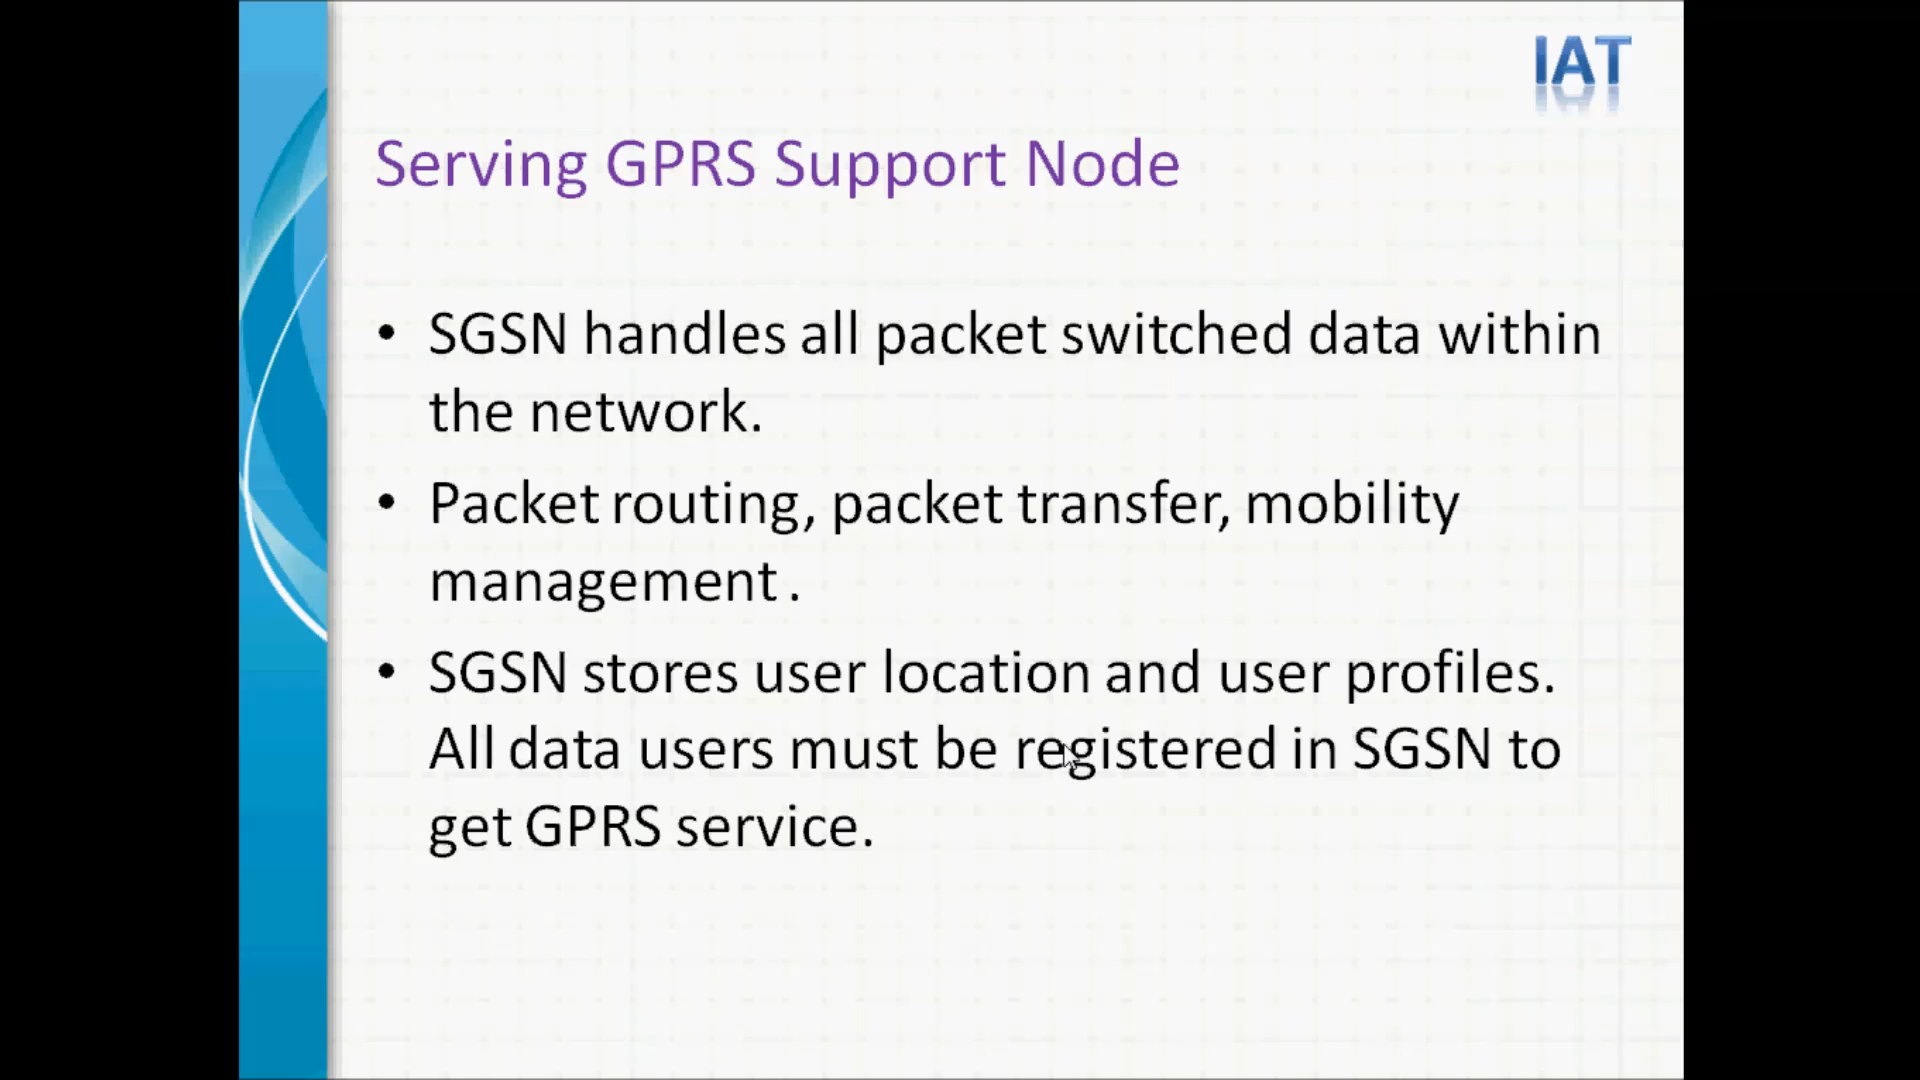 IAT
Serving GPRS Support Node
• SGSN handles all packet switched data within
the network.
• Packet routing, packet transfer, mobility
management .
• SGSN stores user location and user profiles.
All data users must be registered in SGSN to
get GPRS service.